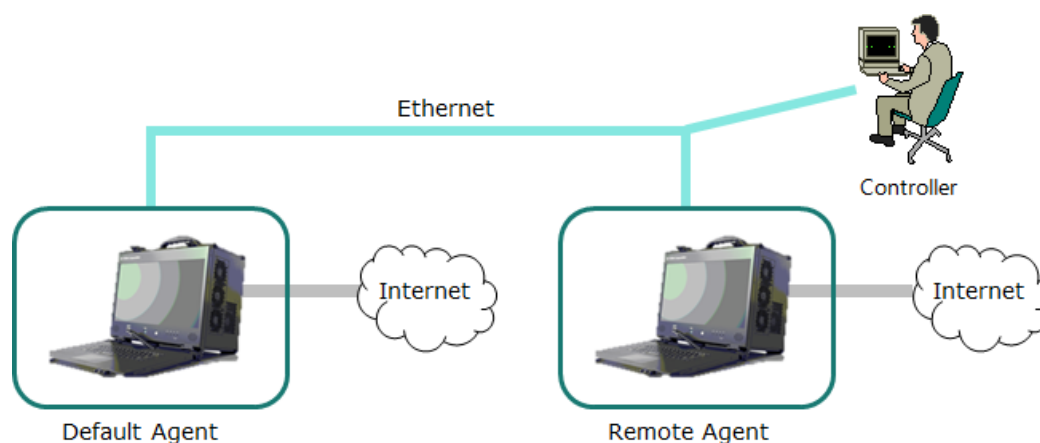 Ethernet
Controller
Internet
Internet
Default Agent
Remote Agent